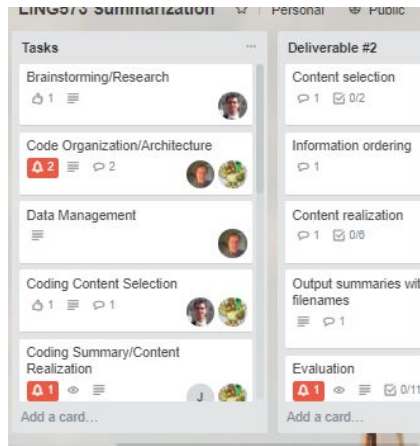 LING573 Summarization
Personal
Public
Tasks
Brainstorming/Research
1
Code Organization/Architecture
2
2
Data Management
Coding Content Selection
1
1
Coding Summary/Content
Realization
1
J
Add a card...
Deliverable #2
Content selection
1
0/2
Information ordering
1
Content realization
1
0/6
Output summaries wit
filenames
1
Evaluation
1
0/11
Add a card...